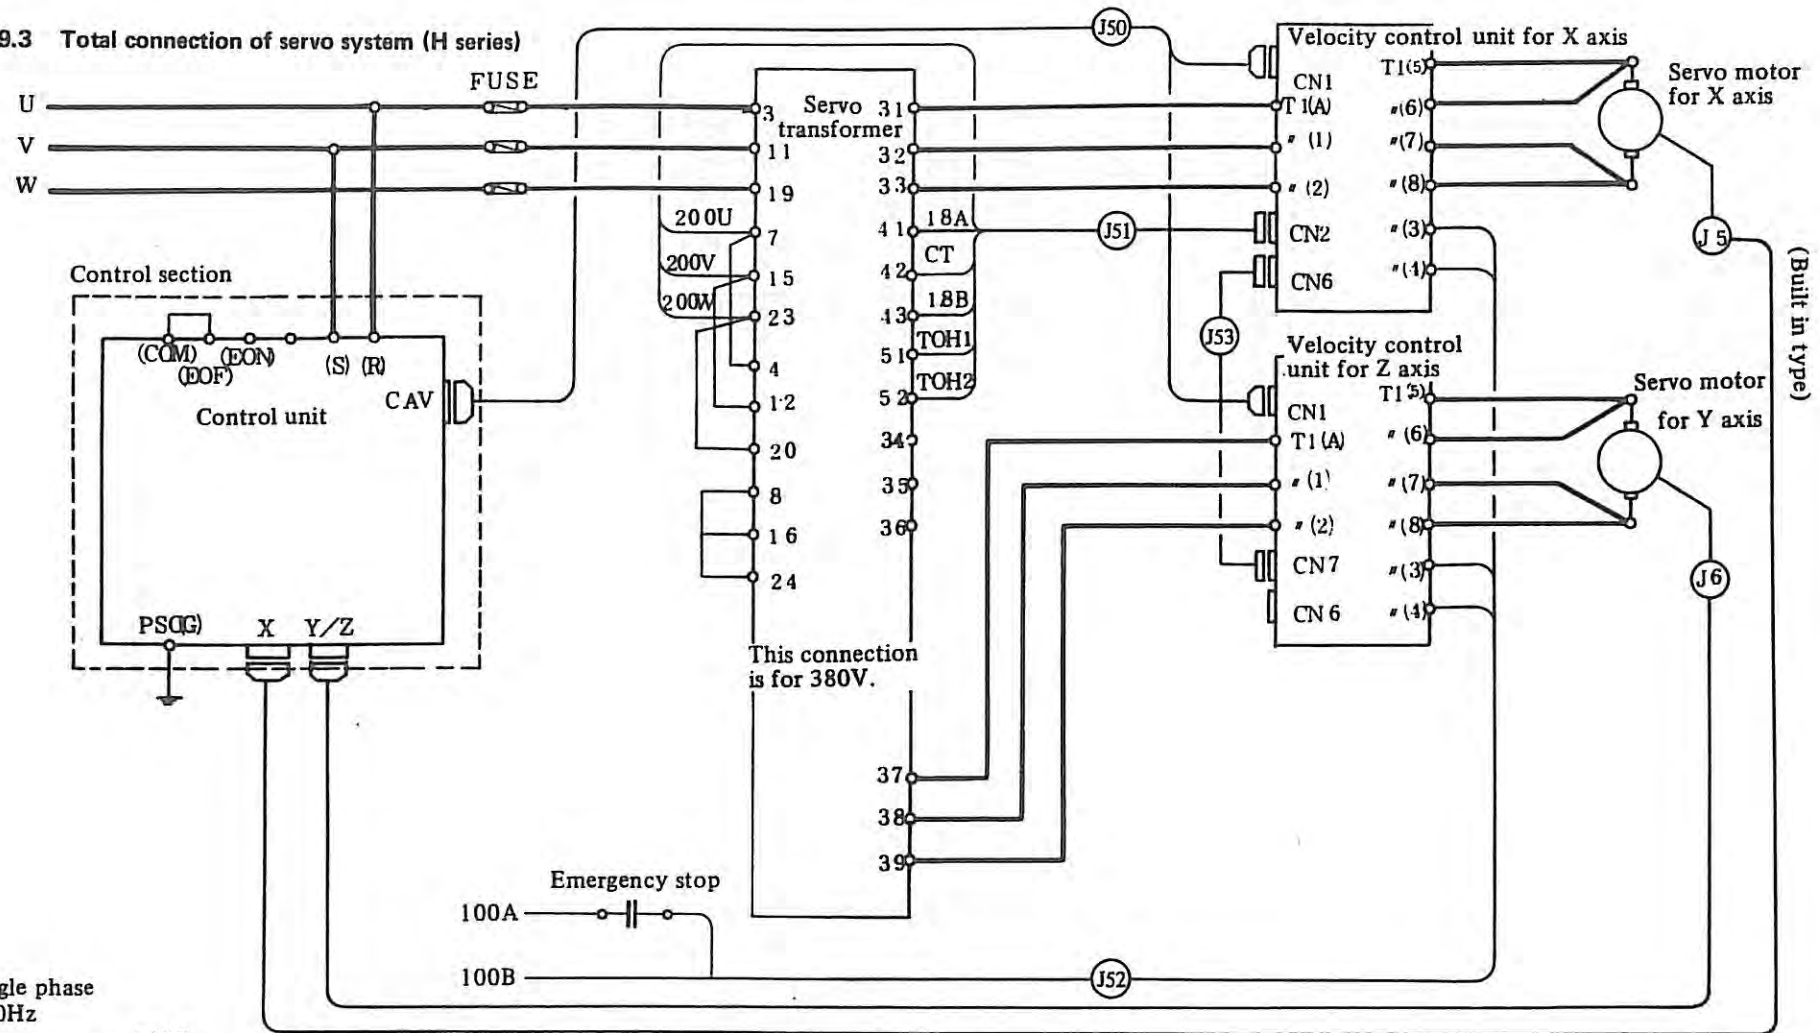 9.3 Total connection of servo system (H series)
FUSE
U
V
W
3
11
19
Servo
transformer
31
32
33
200U
200V
200W
7
15
23
4
12
20
8
16
24
41
42
43
51
52
34
35
36
18A
CT
18B
TOH1
TOH2
This connection
is for 380V.
37
38
39
Control section
(COM)
(EOF)
(EON)
(S) (R)
CAV
Control unit
PSC(G)
X
Y/Z
J50
J51
J53
Velocity control unit for X axis
CN1
T1(A)
〃 (1)
〃 (2)
CN2
CN6
T1(5)
〃(6)
〃(7)
〃(8)
〃(3)
〃(4)
Servo motor
for X axis
J5
(Built in type)
Velocity control
unit for Z axis
CN1
T1(A)
〃 (1)
〃 (2)
CN7
CN6
T1(5)
〃 (6)
〃(7)
〃(8)
〃(3)
〃(4)
Servo motor
for Y axis
J6
Emergency stop
100A
100B
J52
gle phase
0Hz